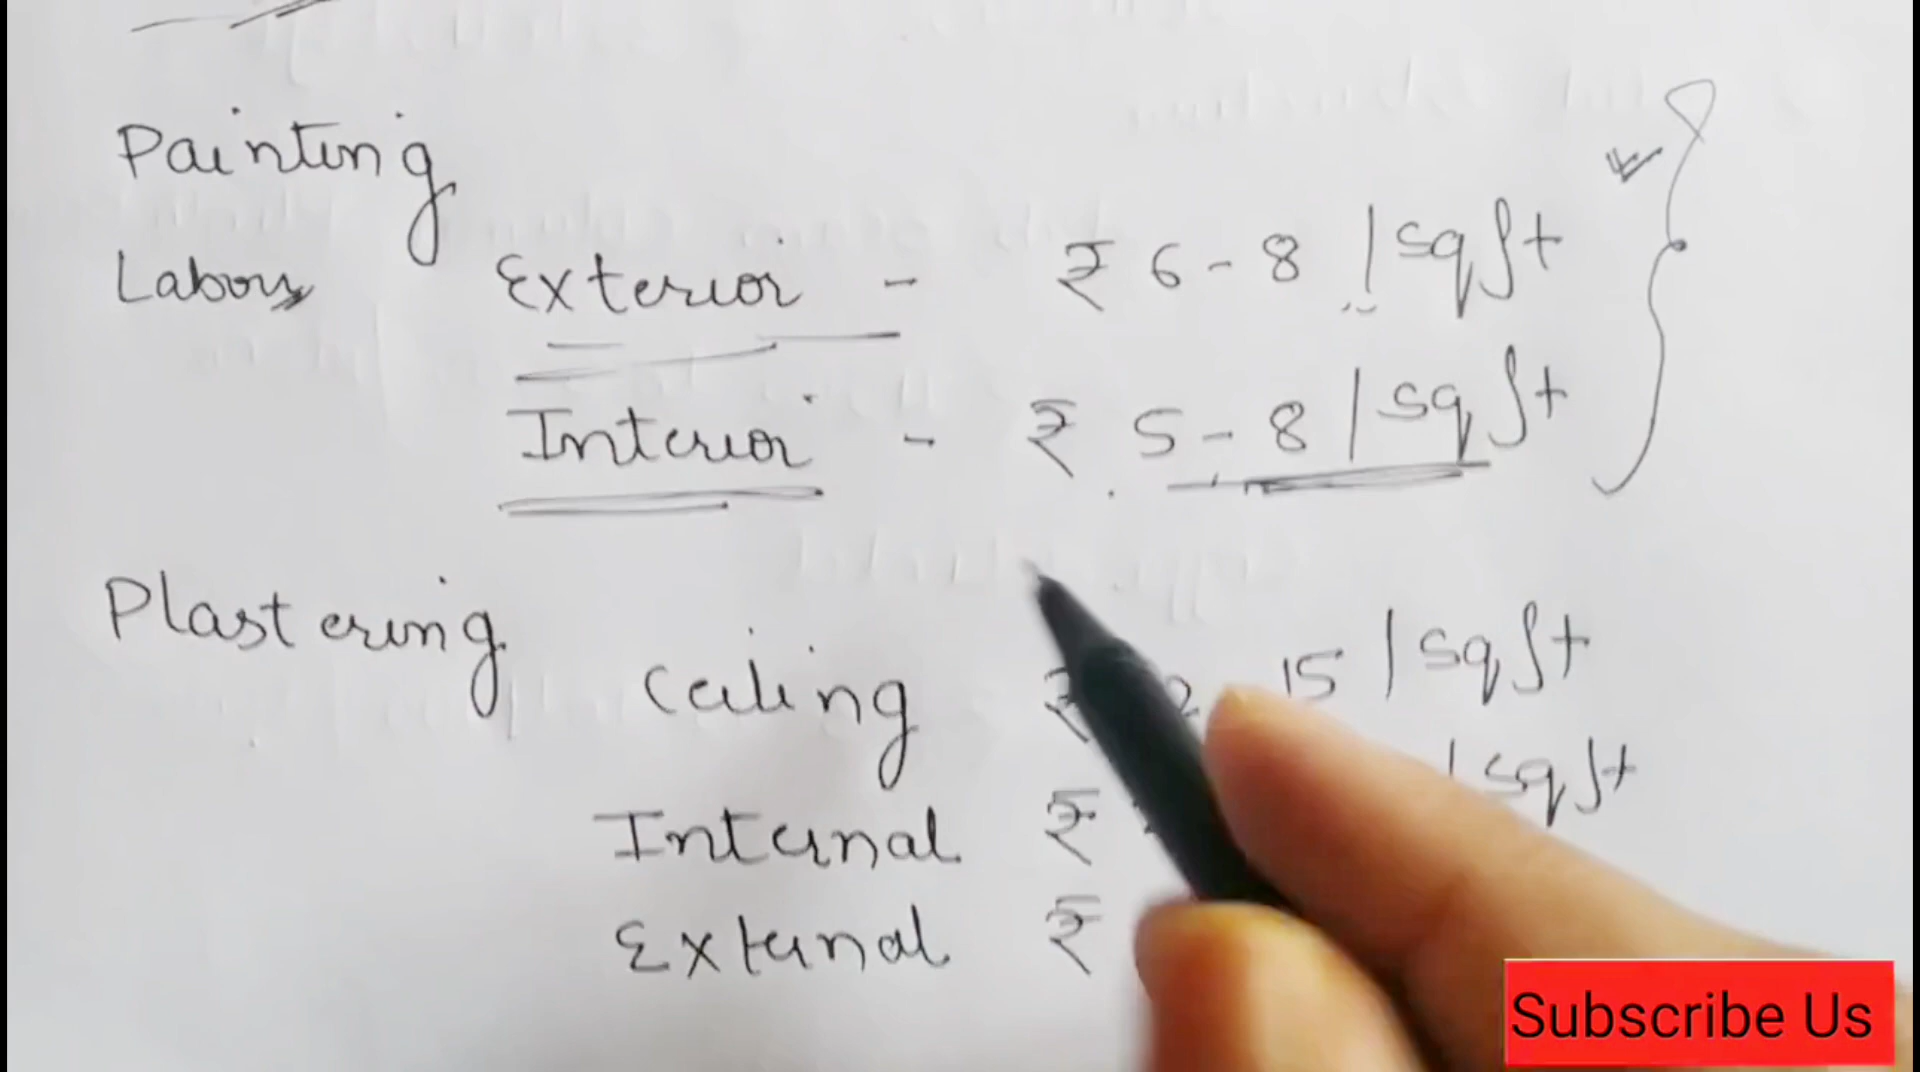 Painting
Labour Exterior - ₹ 6 - 8 / sqft
Interior - ₹ 5 - 8 / sqft
Plastering
Ceiling ₹ 15 / sqft
Internal ₹ / sqft
External ₹
Subscribe Us